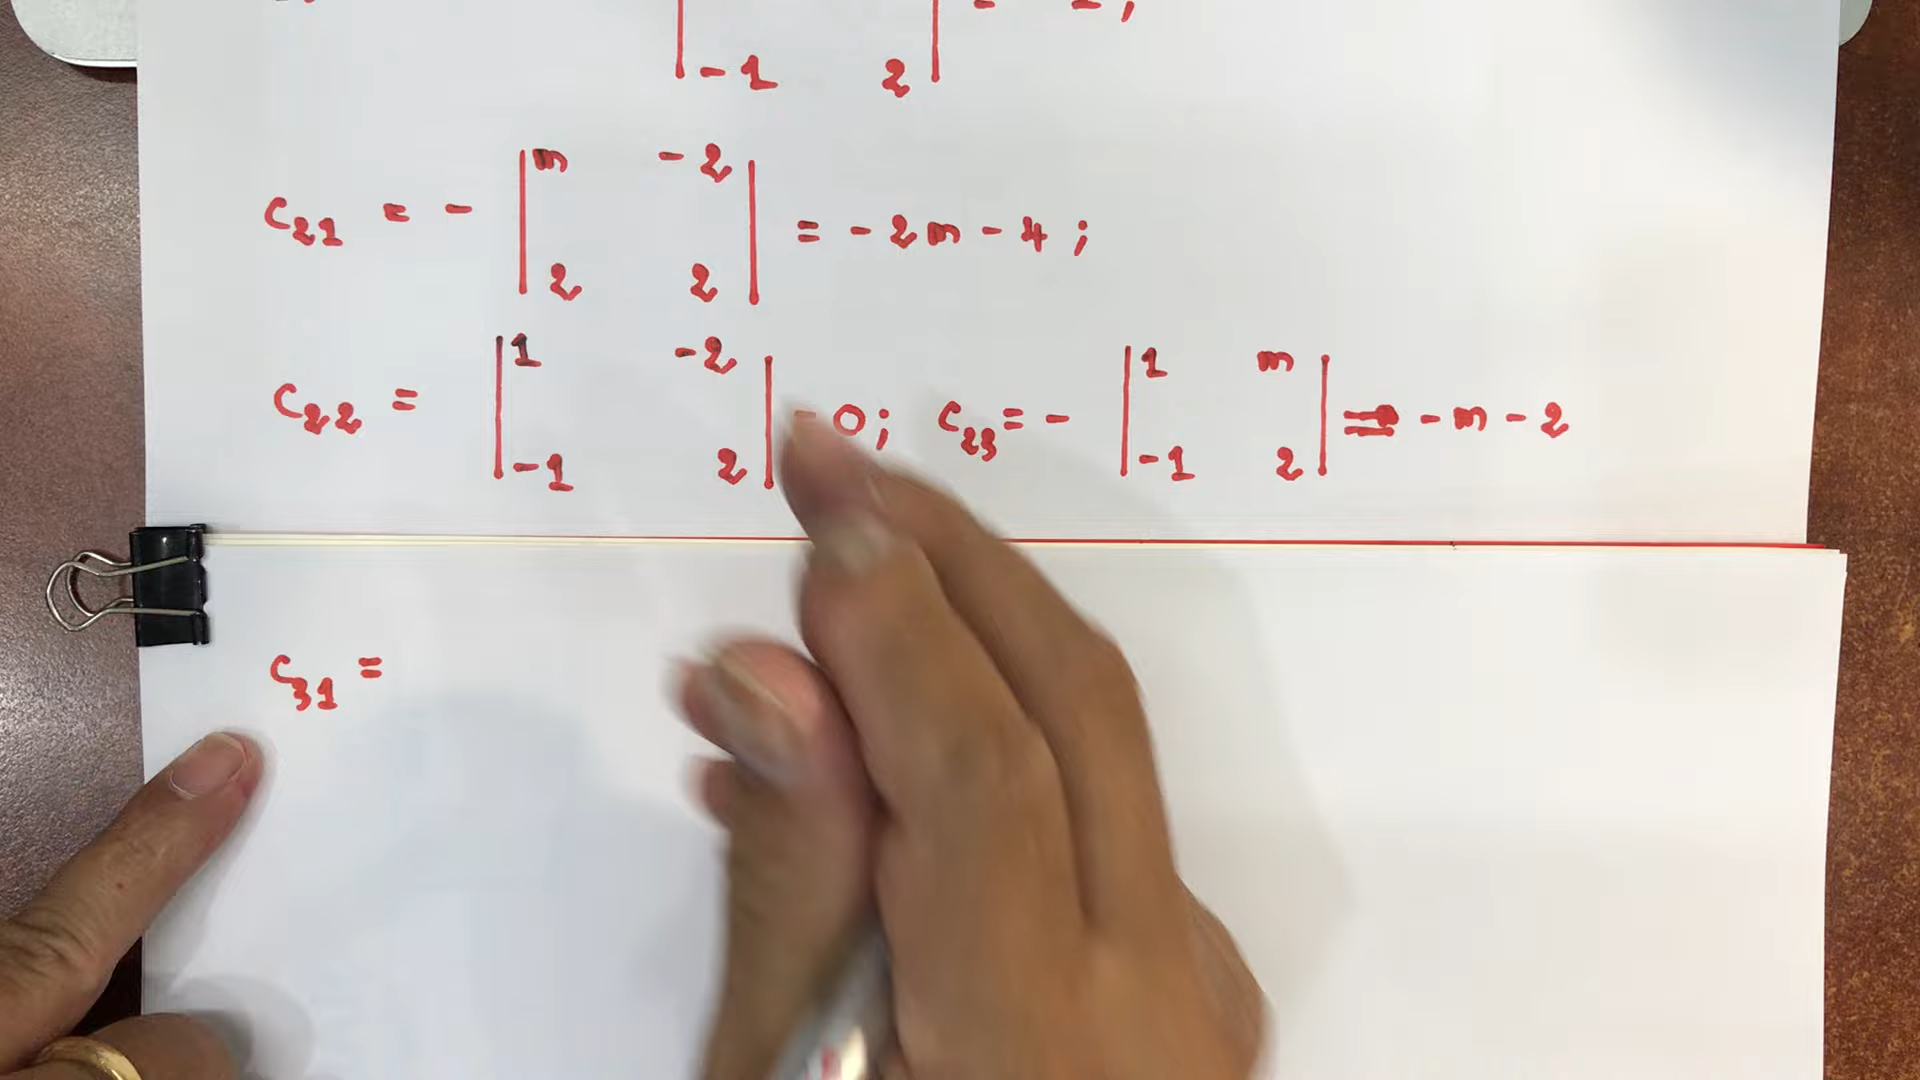 -1 2
m -2
C21 = - = -2m - 4 ;
2 2
1 -2 1 m
C22 = = 0; C23 = - = -m - 2
-1 2 -1 2
C31 =